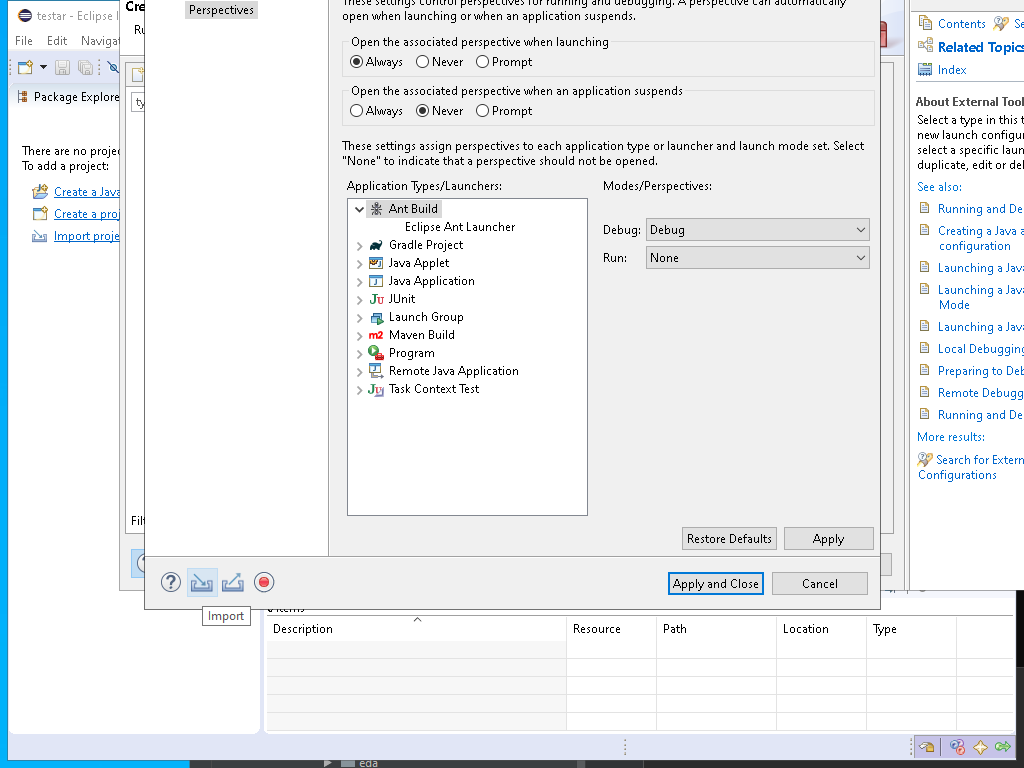 testar - Eclipse
File Edit Navigat
Package Explore
There are no projec
To add a project:
Create a Java
Create a proj
Import proje
Cre
Ru
ty
Filt
Perspectives
These settings control perspectives for running and debugging. A perspective can automatically
open when launching or when an application suspends.
Open the associated perspective when launching
Always Never Prompt
Open the associated perspective when an application suspends
Always Never Prompt
These settings assign perspectives to each application type or launcher and launch mode set. Select
"None" to indicate that a perspective should not be opened.
Application Types/Launchers:
Modes/Perspectives:
Ant Build
Eclipse Ant Launcher
Gradle Project
Java Applet
Java Application
JUnit
Launch Group
Maven Build
Program
Remote Java Application
Task Context Test
Debug: Debug
Run: None
Restore Defaults Apply
Apply and Close Cancel
Import
Contents Se
Related Topics
Index
About External Tool
Select a type in this t
new launch configur
select a specific laun
duplicate, edit or del
See also:
Running and De
Creating a Java a
configuration
Launching a Java
Launching a Java
Mode
Launching a Java
Local Debugging
Preparing to Deb
Remote Debugg
Running and De
More results:
Search for Extern
Configurations
items
Description Resource Path Location Type
eda